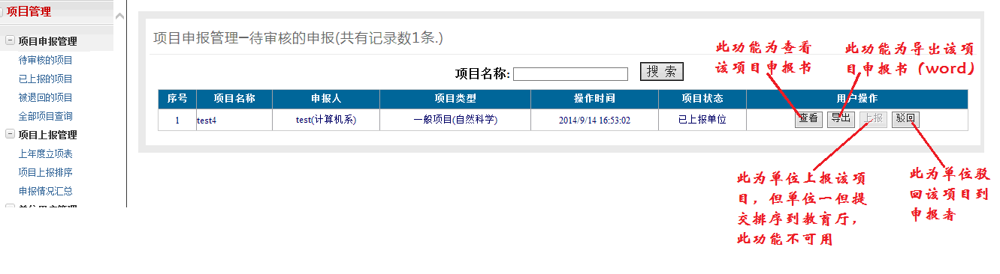 项目管理
项目申报管理
待审核的项目
已上报的项目
被退回的项目
全部项目查询
项目上报管理
上年度立项表
项目上报排序
申报情况汇总
项目申报管理—待审核的申报(共有记录数1条.)
项目名称:
搜 索
序号 项目名称 申报人 项目类型 操作时间 项目状态 用户操作
1 test4 test(计算机系) 一般项目(自然科学) 2014/9/14 16:53:02 已上报单位 查看 导出 上报 驳回
此功能为查看
该项目申报书
此功能为导出该项
目申报书（word）
此为单位上报该项
目，但单位一但提
交排序到教育厅，
此功能不可用
此为单位驳
回该项目到
申报者